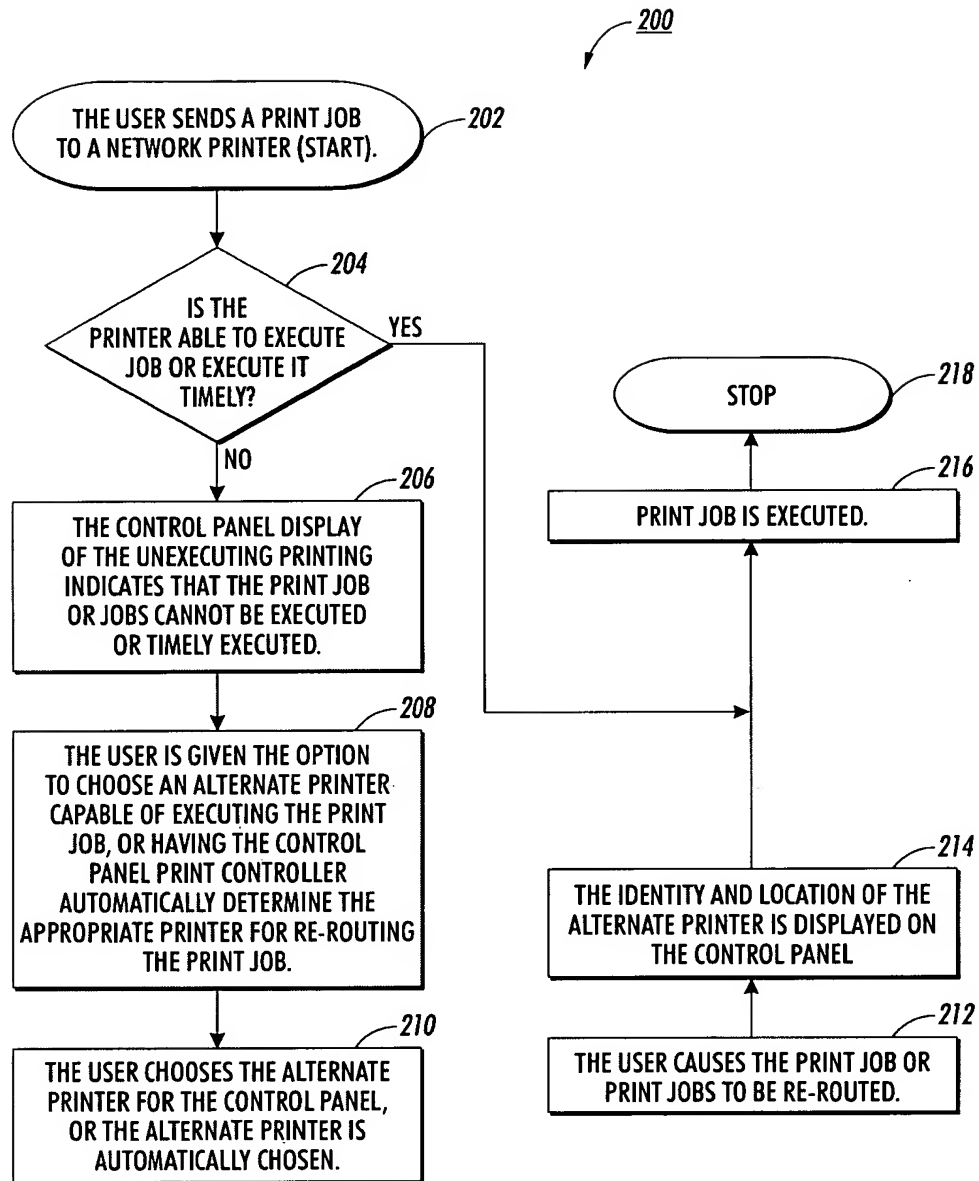 200
THE USER SENDS A PRINT JOB
TO A NETWORK PRINTER (START).
202
204
IS THE
PRINTER ABLE TO EXECUTE
JOB OR EXECUTE IT
TIMELY?
YES
NO
206
THE CONTROL PANEL DISPLAY
OF THE UNEXECUTING PRINTING
INDICATES THAT THE PRINT JOB
OR JOBS CANNOT BE EXECUTED
OR TIMELY EXECUTED.
208
THE USER IS GIVEN THE OPTION
TO CHOOSE AN ALTERNATE PRINTER
CAPABLE OF EXECUTING THE PRINT
JOB, OR HAVING THE CONTROL
PANEL PRINT CONTROLLER
AUTOMATICALLY DETERMINE THE
APPROPRIATE PRINTER FOR RE-ROUTING
THE PRINT JOB.
210
THE USER CHOOSES THE ALTERNATE
PRINTER FOR THE CONTROL PANEL,
OR THE ALTERNATE PRINTER IS
AUTOMATICALLY CHOSEN.
218
STOP
216
PRINT JOB IS EXECUTED.
214
THE IDENTITY AND LOCATION OF THE
ALTERNATE PRINTER IS DISPLAYED ON
THE CONTROL PANEL
212
THE USER CAUSES THE PRINT JOB OR
PRINT JOBS TO BE RE-ROUTED.